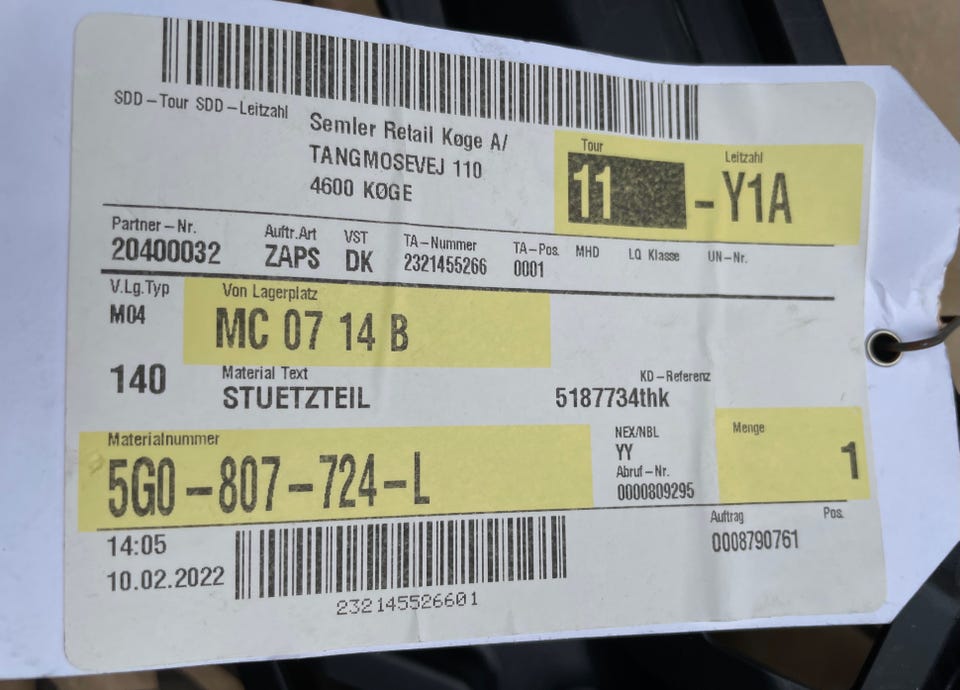 SDD-Tour SDD-Leitzahl
Semler Retail Køge A/
TANGMOSEVEJ 110
4600 KØGE
Tour
Leitzahl
11 -Y1A
Partner-Nr. Auftr.Art VST TA-Nummer TA-Pos. MHD LQ Klasse UN-Nr.
20400032 ZAPS DK 2321455266 0001
V.Lg.Typ Von Lagerplatz
M04 MC 07 14 B
140
Material Text
STUETZTEIL
KD-Referenz
5187734thk
Materialnummer
5G0-807-724-L
NEX/NBL
YY
Abruf-Nr.
0000809295
Menge
1
14:05
10.02.2022
232145526601
Auftrag Pos.
0008790761